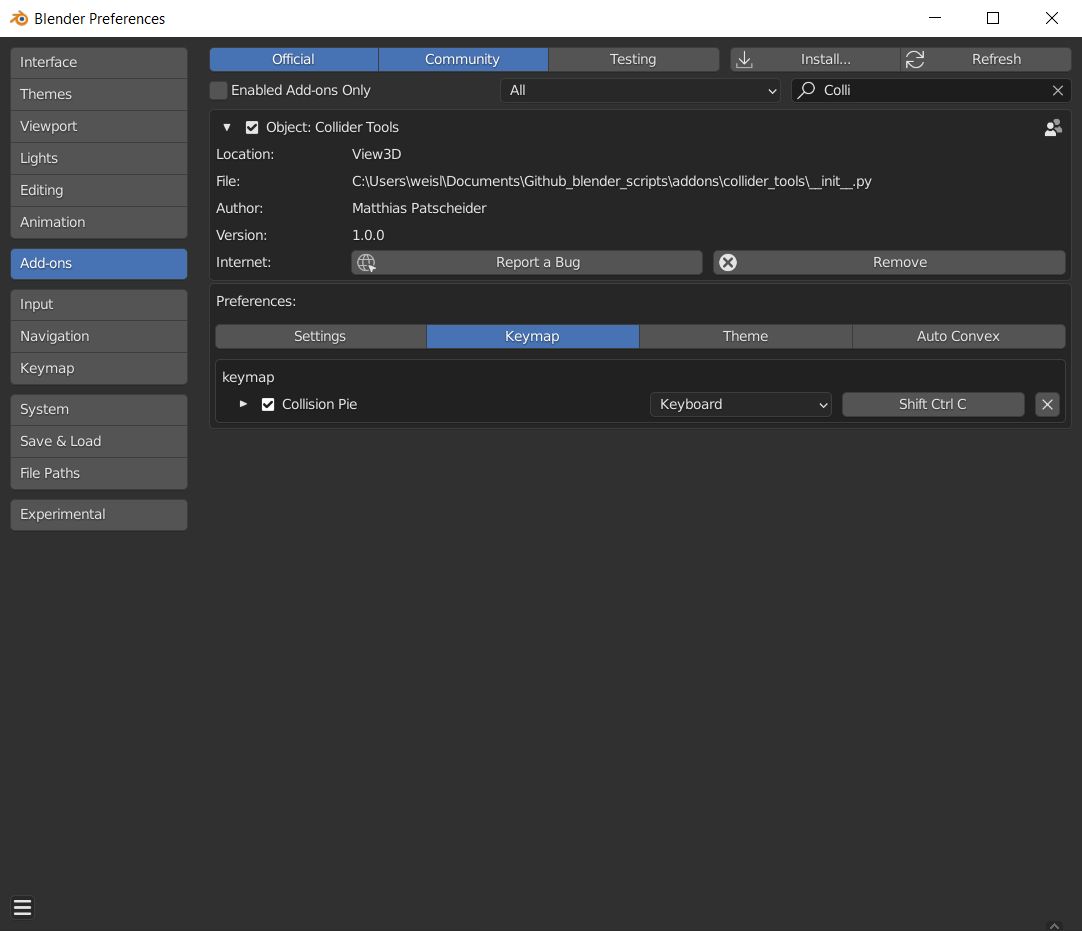 Blender Preferences
Interface
Themes
Viewport
Lights
Editing
Animation
Add-ons
Input
Navigation
Keymap
System
Save & Load
File Paths
Experimental
Official Community Testing Install... Refresh
Enabled Add-ons Only All Colli
Object: Collider Tools
Location: View3D
File: C:\Users\weisl\Documents\Github_blender_scripts\addons\collider_tools\__init__.py
Author: Matthias Patscheider
Version: 1.0.0
Internet: Report a Bug Remove
Preferences:
Settings Keymap Theme Auto Convex
keymap
Collision Pie Keyboard Shift Ctrl C